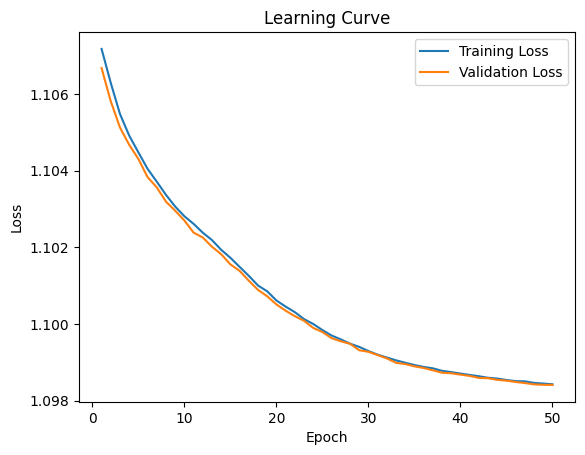 Learning Curve
Training Loss
Validation Loss
1.106
1.104
1.102
1.100
1.098
Loss
0
10
20
30
40
50
Epoch